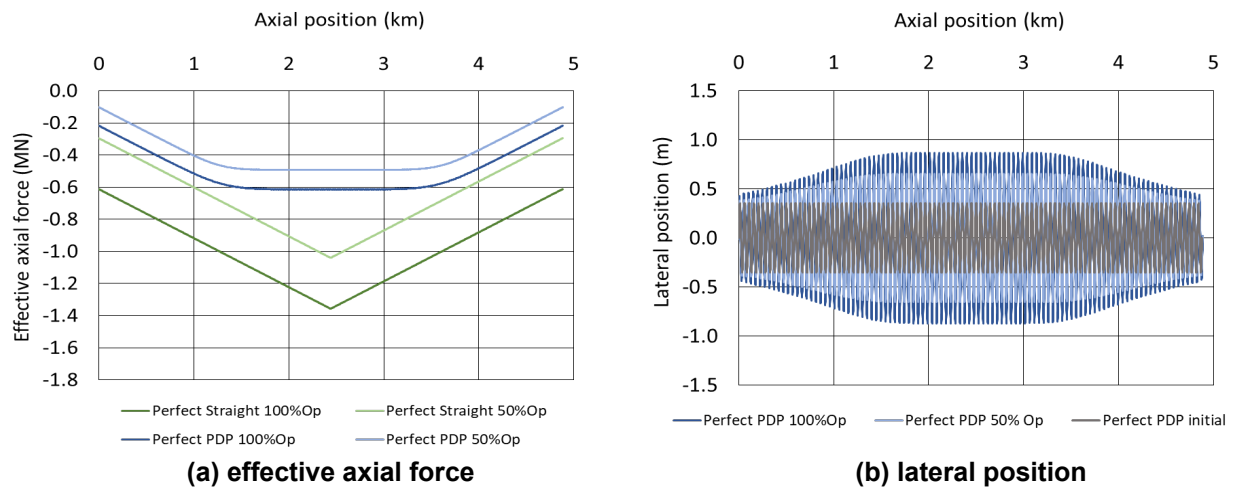 Axial position (km)
0 1 2 3 4 5
Effective axial force (MN)
0.0
-0.2
-0.4
-0.6
-0.8
-1.0
-1.2
-1.4
-1.6
-1.8
Perfect Straight 100%Op
Perfect Straight 50%Op
Perfect PDP 100%Op
Perfect PDP 50%Op
(a) effective axial force
Axial position (km)
0 1 2 3 4 5
Lateral position (m)
1.5
1.0
0.5
0.0
-0.5
-1.0
-1.5
Perfect PDP 100%Op
Perfect PDP 50% Op
Perfect PDP initial
(b) lateral position